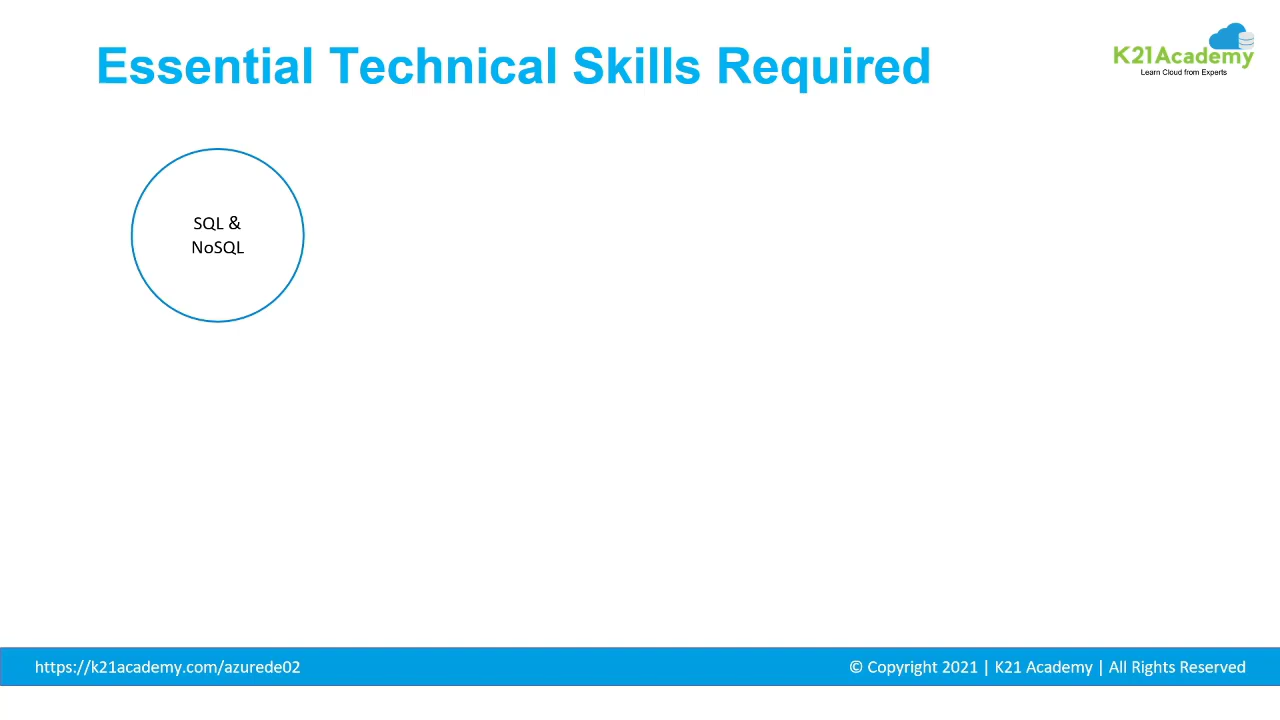 Essential Technical Skills Required
K21Academy
Learn Cloud from Experts
SQL &
NoSQL
https://k21academy.com/azurede02
© Copyright 2021 | K21 Academy | All Rights Reserved